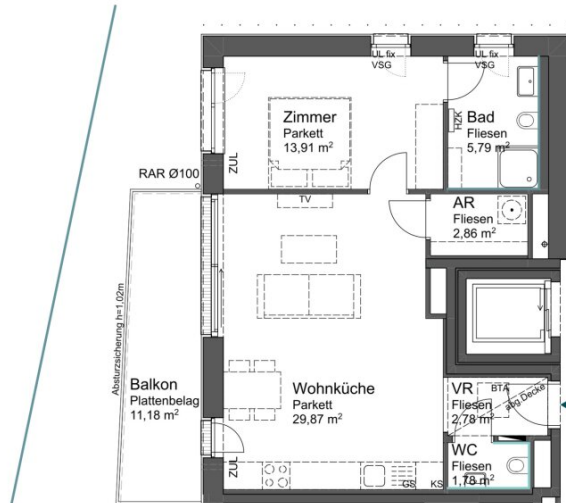 UL fix
VSG
UL fix
VSG
Zimmer
Parkett
13,91 m²
ZUL
Bad
Fliesen
5,79 m²
HZK
RAR Ø100
TV
AR
Fliesen
2,86 m²
Absturzsicherung h=1,02m
Balkon
Plattenbelag
11,18 m²
Wohnküche
Parkett
29,87 m²
VR
Fliesen
2,78 m²
BTA
abg Decke
WC
Fliesen
1,78 m²
ZUL
GS
KS